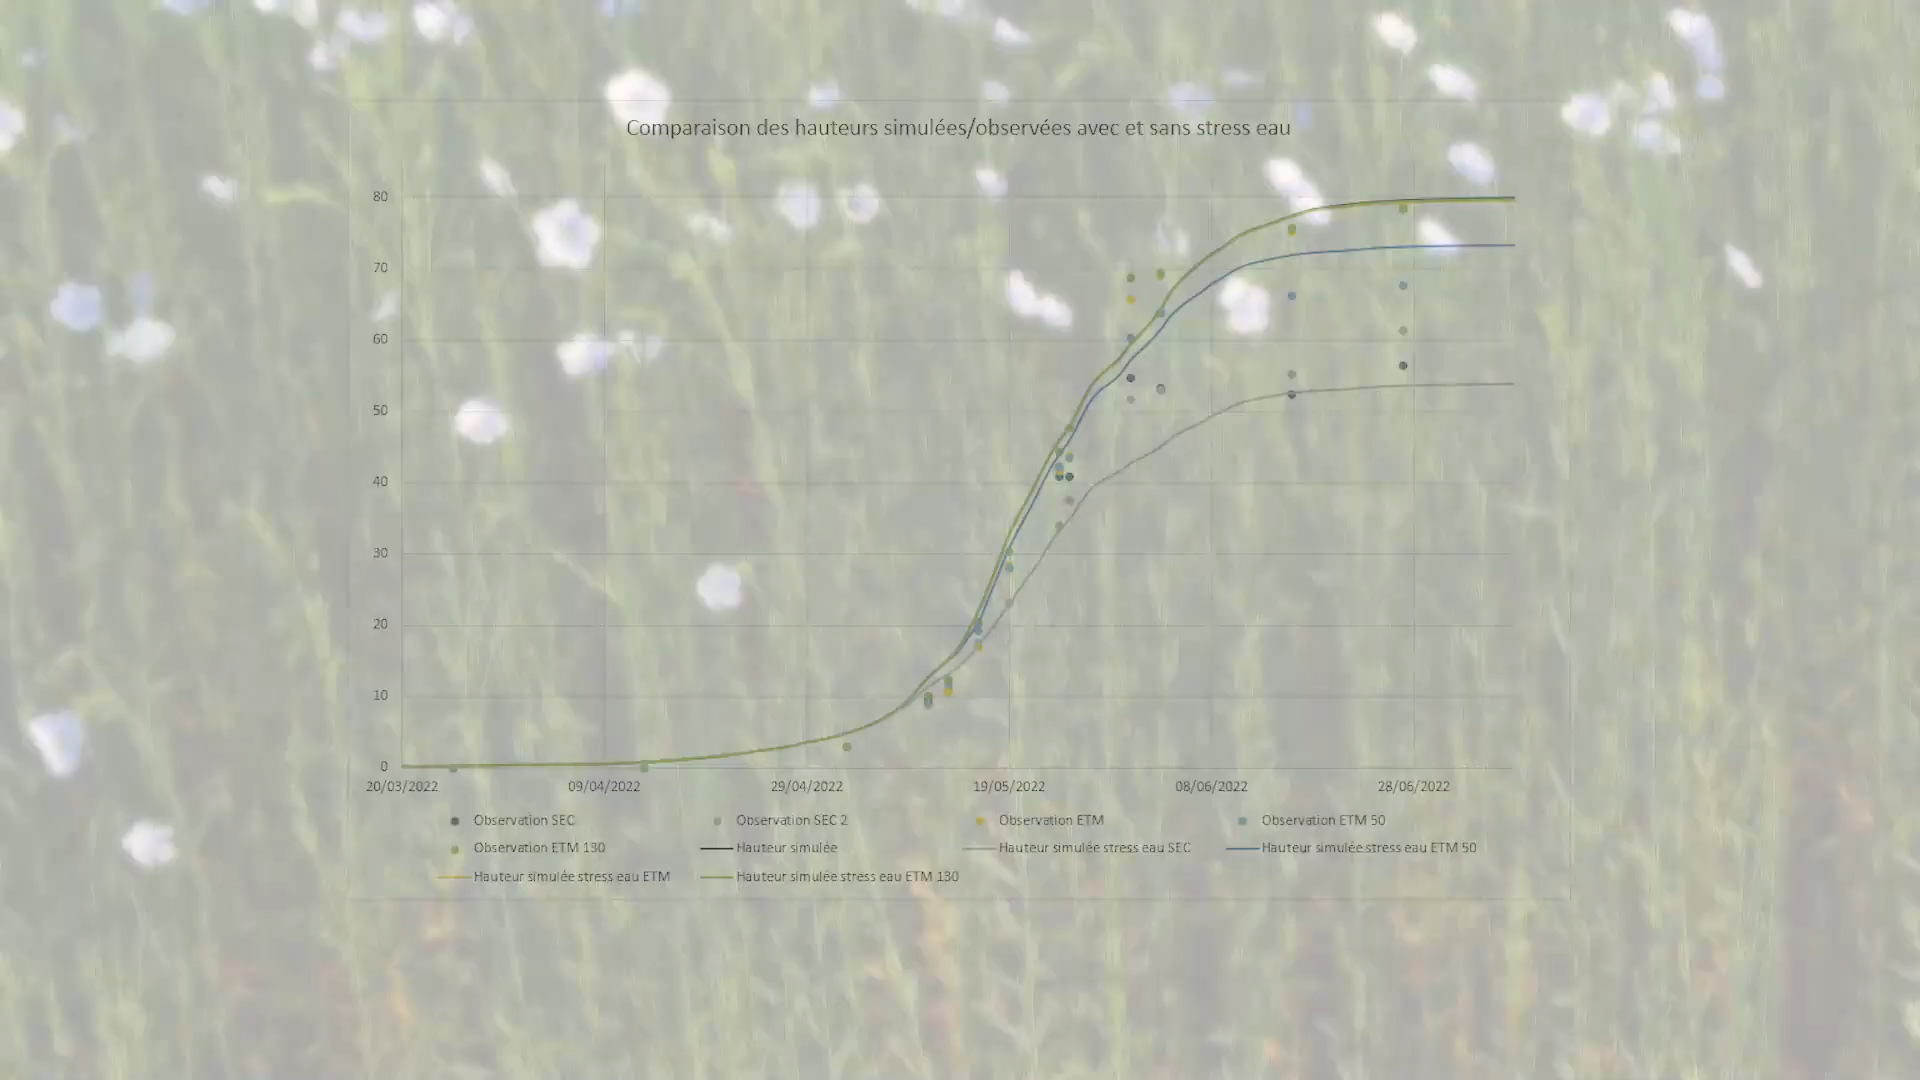 Comparaison des hauteurs simulées/observées avec et sans stress eau
80
70
60
50
40
30
20
10
0
20/03/2022 09/04/2022 29/04/2022 19/05/2022 08/06/2022 28/06/2022
Observation SEC Observation SEC 2 Observation ETM Observation ETM 50
Observation ETM 130 Hauteur simulée Hauteur simulée stress eau SEC Hauteur simulée stress eau ETM 50
Hauteur simulée stress eau ETM Hauteur simulée stress eau ETM 130